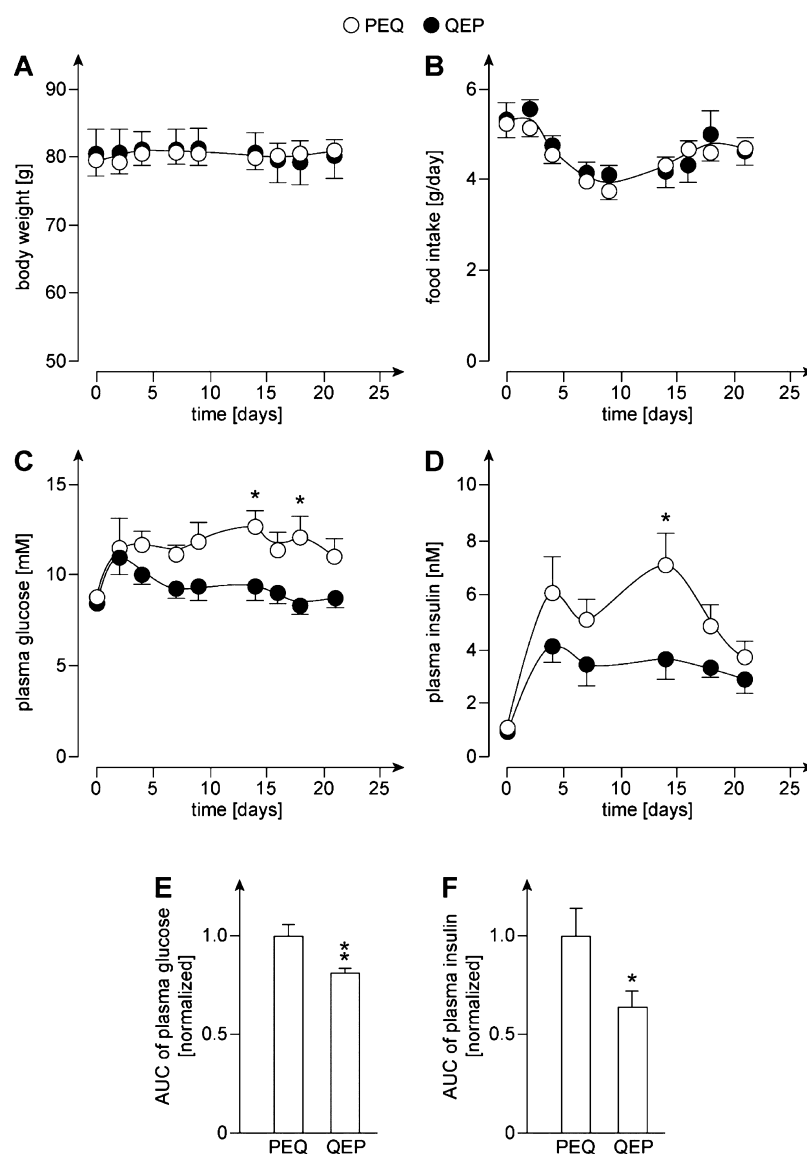 PEQ QEP
A
90
80
70
60
50
body weight [g]
0 5 10 15 20 25
time [days]
B
6
4
2
0
food intake [g/day]
0 5 10 15 20 25
time [days]
C
15
10
5
0
plasma glucose [mM]
* *
0 5 10 15 20 25
time [days]
D
10
8
6
4
2
0
plasma insulin [nM]
*
0 5 10 15 20 25
time [days]
E
1.0
0.5
0
AUC of plasma glucose
[normalized]
**
PEQ QEP
F
1.0
0.5
0
AUC of plasma insulin
[normalized]
*
PEQ QEP